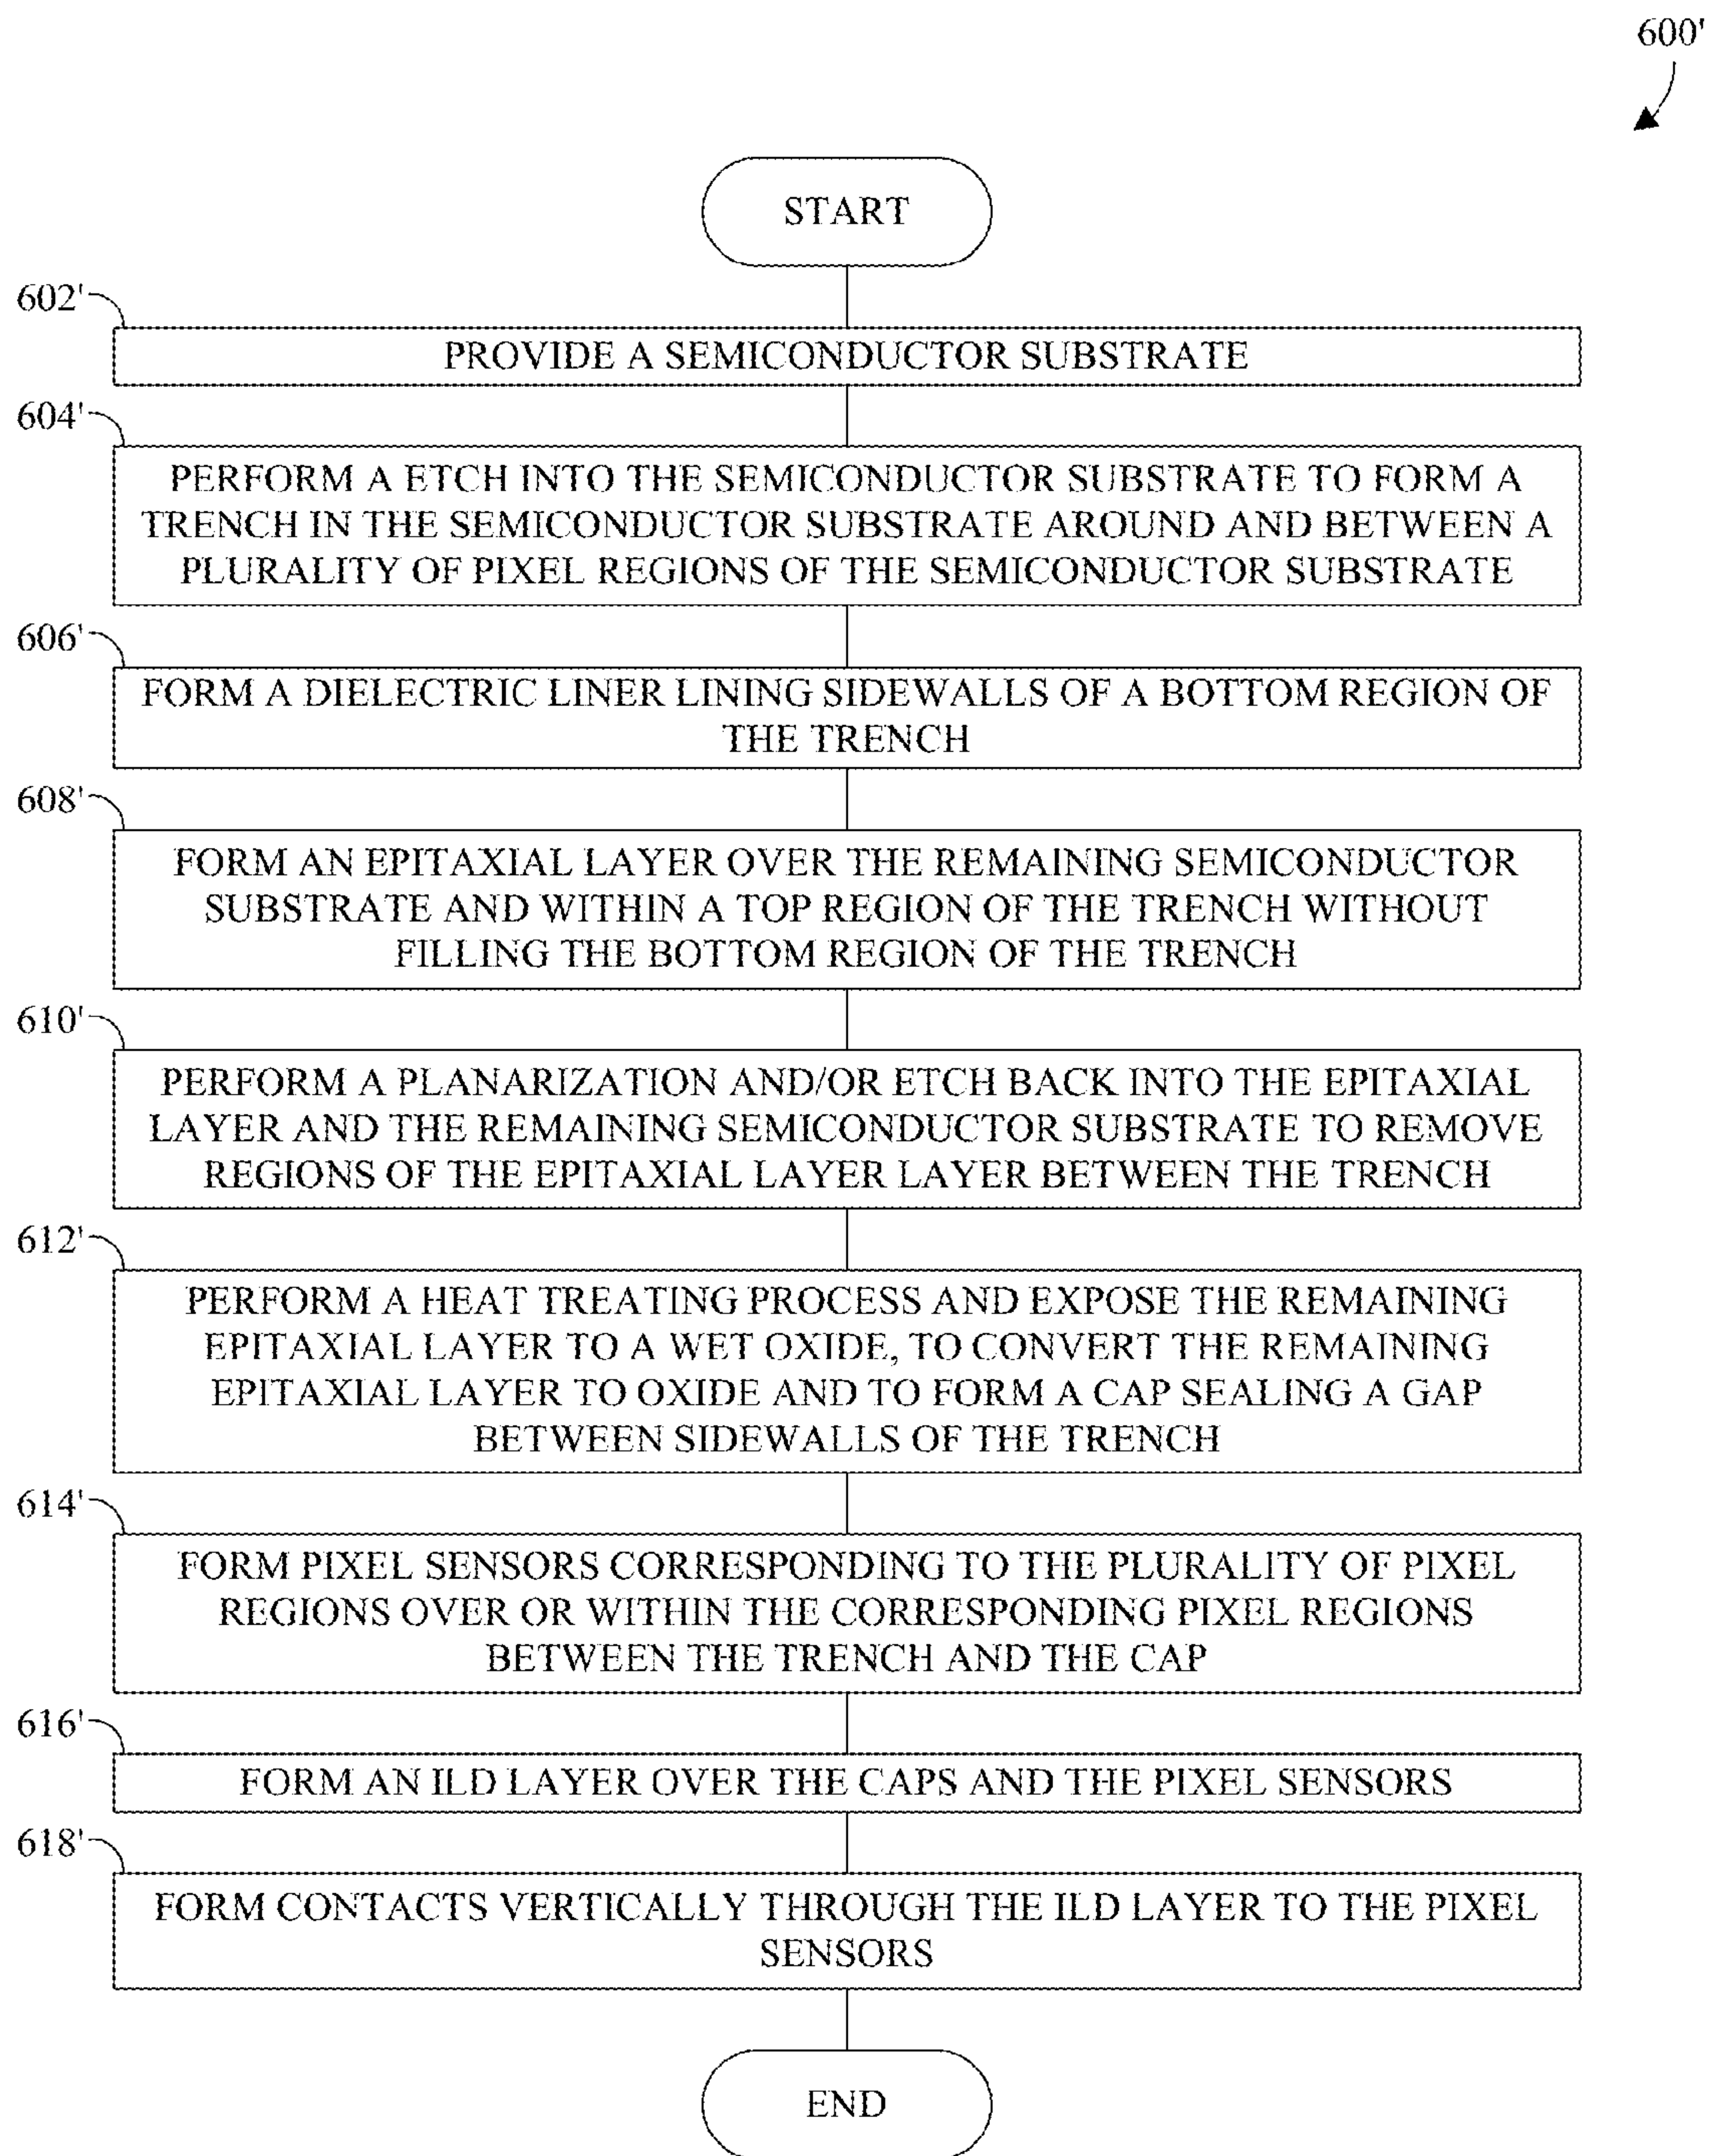 600'
START
602'
PROVIDE A SEMICONDUCTOR SUBSTRATE
604'
PERFORM A ETCH INTO THE SEMICONDUCTOR SUBSTRATE TO FORM A
TRENCH IN THE SEMICONDUCTOR SUBSTRATE AROUND AND BETWEEN A
PLURALITY OF PIXEL REGIONS OF THE SEMICONDUCTOR SUBSTRATE
606'
FORM A DIELECTRIC LINER LINING SIDEWALLS OF A BOTTOM REGION OF
THE TRENCH
608'
FORM AN EPITAXIAL LAYER OVER THE REMAINING SEMICONDUCTOR
SUBSTRATE AND WITHIN A TOP REGION OF THE TRENCH WITHOUT
FILLING THE BOTTOM REGION OF THE TRENCH
610'
PERFORM A PLANARIZATION AND/OR ETCH BACK INTO THE EPITAXIAL
LAYER AND THE REMAINING SEMICONDUCTOR SUBSTRATE TO REMOVE
REGIONS OF THE EPITAXIAL LAYER LAYER BETWEEN THE TRENCH
612'
PERFORM A HEAT TREATING PROCESS AND EXPOSE THE REMAINING
EPITAXIAL LAYER TO A WET OXIDE, TO CONVERT THE REMAINING
EPITAXIAL LAYER TO OXIDE AND TO FORM A CAP SEALING A GAP
BETWEEN SIDEWALLS OF THE TRENCH
614'
FORM PIXEL SENSORS CORRESPONDING TO THE PLURALITY OF PIXEL
REGIONS OVER OR WITHIN THE CORRESPONDING PIXEL REGIONS
BETWEEN THE TRENCH AND THE CAP
616'
FORM AN ILD LAYER OVER THE CAPS AND THE PIXEL SENSORS
618'
FORM CONTACTS VERTICALLY THROUGH THE ILD LAYER TO THE PIXEL
SENSORS
END